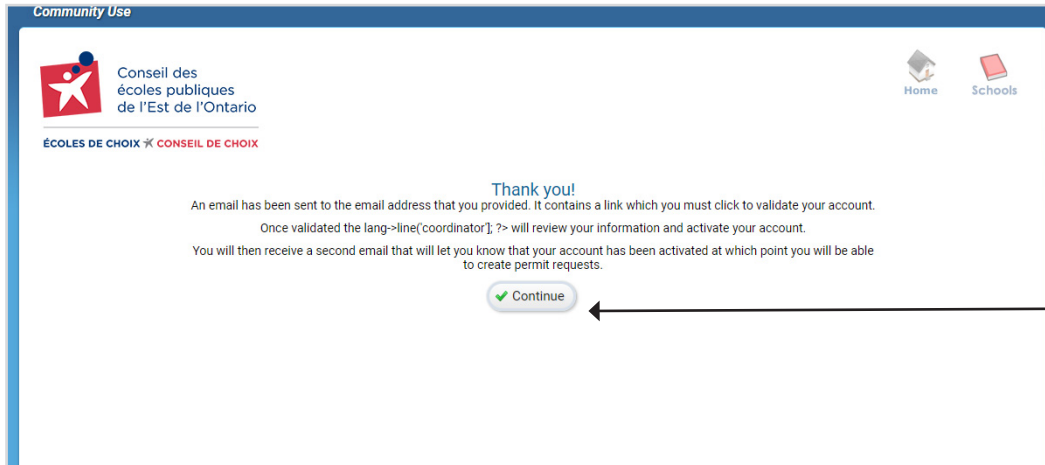 Community Use
Conseil des
écoles publiques
de l'Est de l'Ontario
ÉCOLES DE CHOIX CONSEIL DE CHOIX
Home
Schools
Thank you!
An email has been sent to the email address that you provided. It contains a link which you must click to validate your account.
Once validated the lang->line('coordinator']; ?> will review your information and activate your account.
You will then receive a second email that will let you know that your account has been activated at which point you will be able
to create permit requests.
Continue